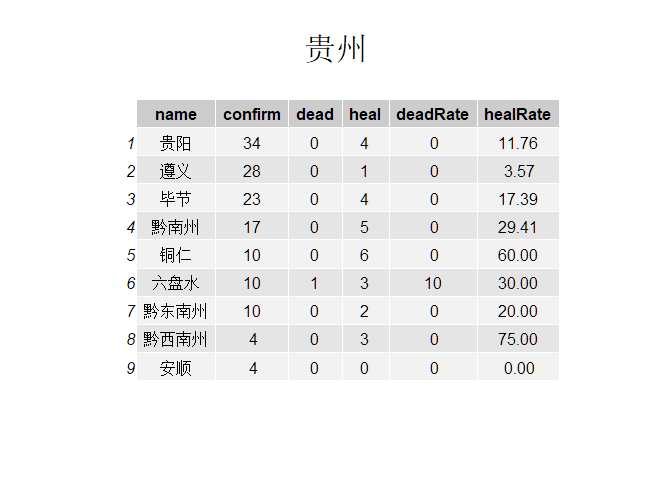 贵州
name confirm dead heal deadRate healRate
1 贵阳 34 0 4 0 11.76
2 遵义 28 0 1 0 3.57
3 毕节 23 0 4 0 17.39
4 黔南州 17 0 5 0 29.41
5 铜仁 10 0 6 0 60.00
6 六盘水 10 1 3 10 30.00
7 黔东南州 10 0 2 0 20.00
8 黔西南州 4 0 3 0 75.00
9 安顺 4 0 0 0 0.00